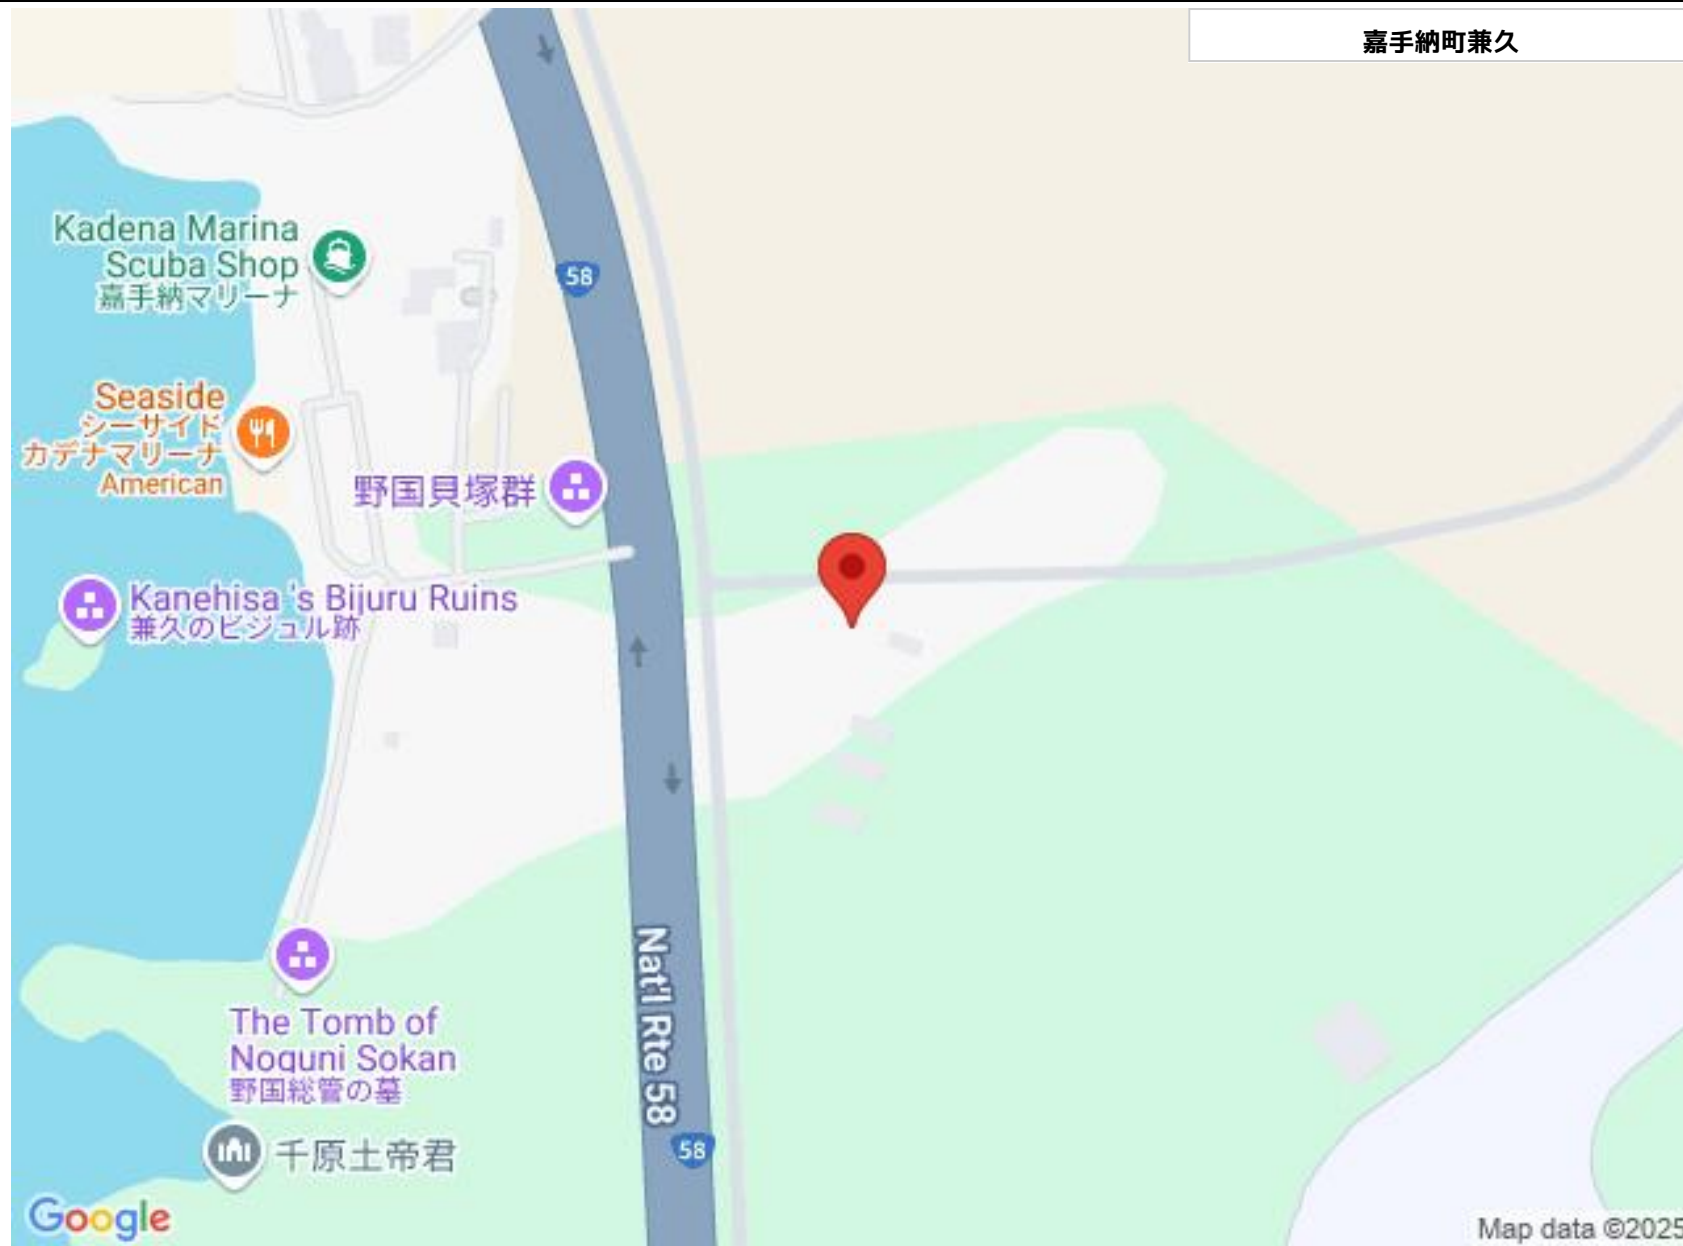 嘉手納町兼久
58
Kadena Marina
Scuba Shop
嘉手納マリーナ
Seaside
シーサイド
カデナマリーナ
American
野国貝塚群
Kanehisa 's Bijuru Ruins
兼久のビジュル跡
The Tomb of
Noguni Sokan
野国総管の墓
Nat'l Rte 58
58
千原土帝君
Google
Map data ©2025